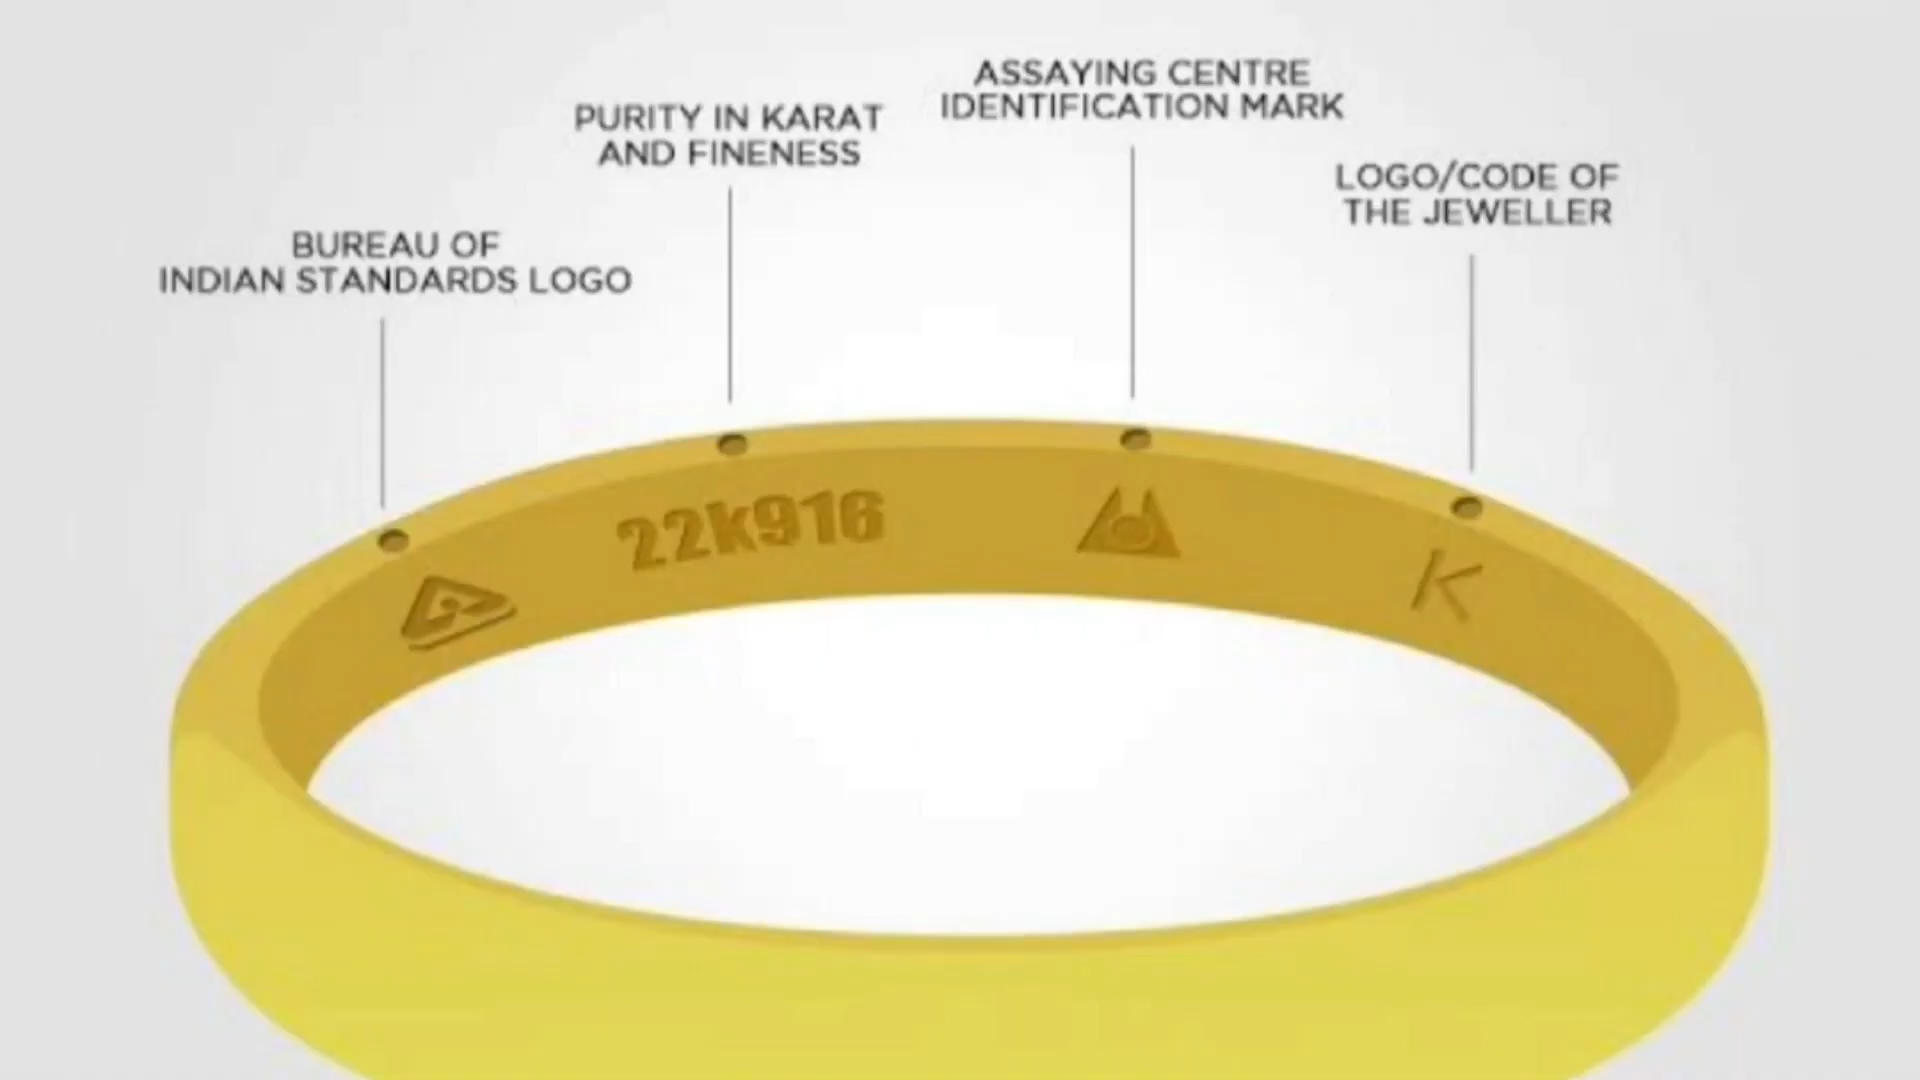 BUREAU OF
INDIAN STANDARDS LOGO
PURITY IN KARAT
AND FINENESS
ASSAYING CENTRE
IDENTIFICATION MARK
LOGO/CODE OF
THE JEWELLER
22k916
K